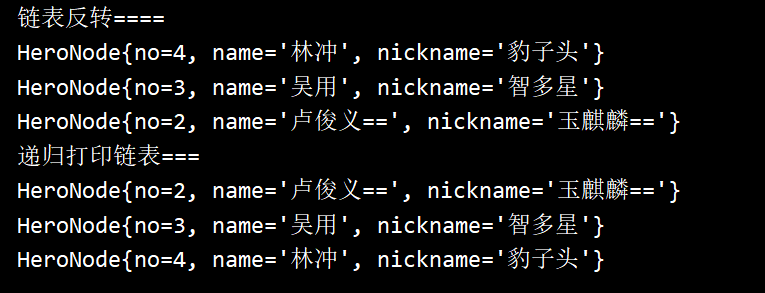 链表反转====
HeroNode{no=4, name='林冲', nickname='豹子头'}
HeroNode{no=3, name='吴用', nickname='智多星'}
HeroNode{no=2, name='卢俊义==', nickname='玉麒麟=='}
递归打印链表===
HeroNode{no=2, name='卢俊义==', nickname='玉麒麟=='}
HeroNode{no=3, name='吴用', nickname='智多星'}
HeroNode{no=4, name='林冲', nickname='豹子头'}